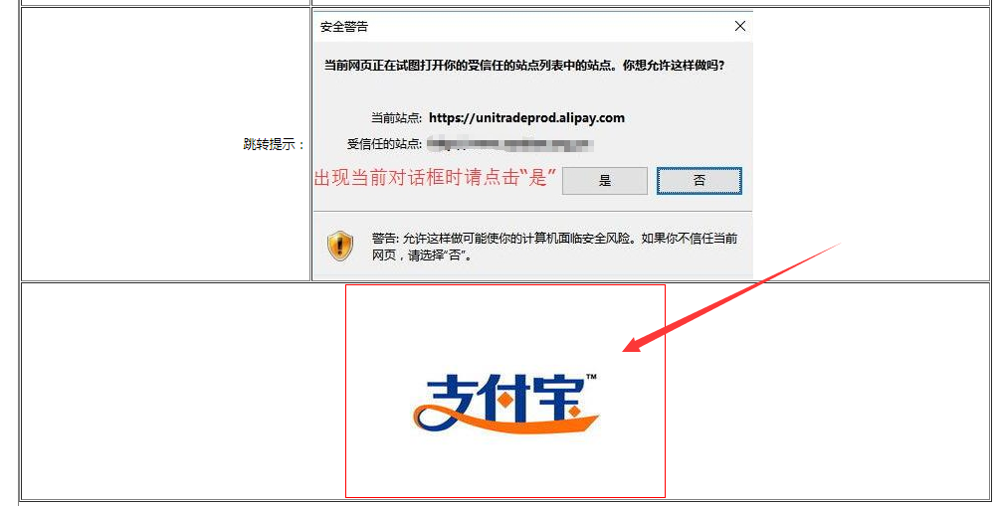 安全警告
当前网页正在试图打开你的受信任的站点列表中的站点。你想允许这样做吗?
当前站点: https://unitradeprod.alipay.com
跳转提示：
受信任的站点:
出现当前对话框时请点击“是”
是
否
警告: 允许这样做可能使你的计算机面临安全风险。如果你不信任当前
网页，请选择“否”。
支付宝™